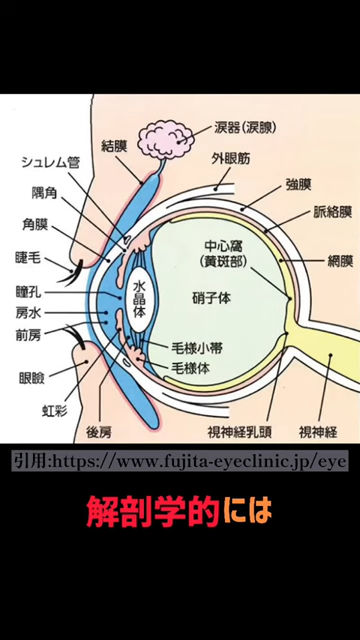 涙器(涙腺)
結膜
外眼筋
シュレム管
強膜
隅角
脈絡膜
角膜
網膜
中心窩
(黄斑部)
睫毛
瞳孔
水晶体
硝子体
房水
前房
毛様小帯
毛様体
眼瞼
虹彩
後房
視神経乳頭
視神経
引用:https://www.fujita-eyeclinic.jp/eye
解剖学的には